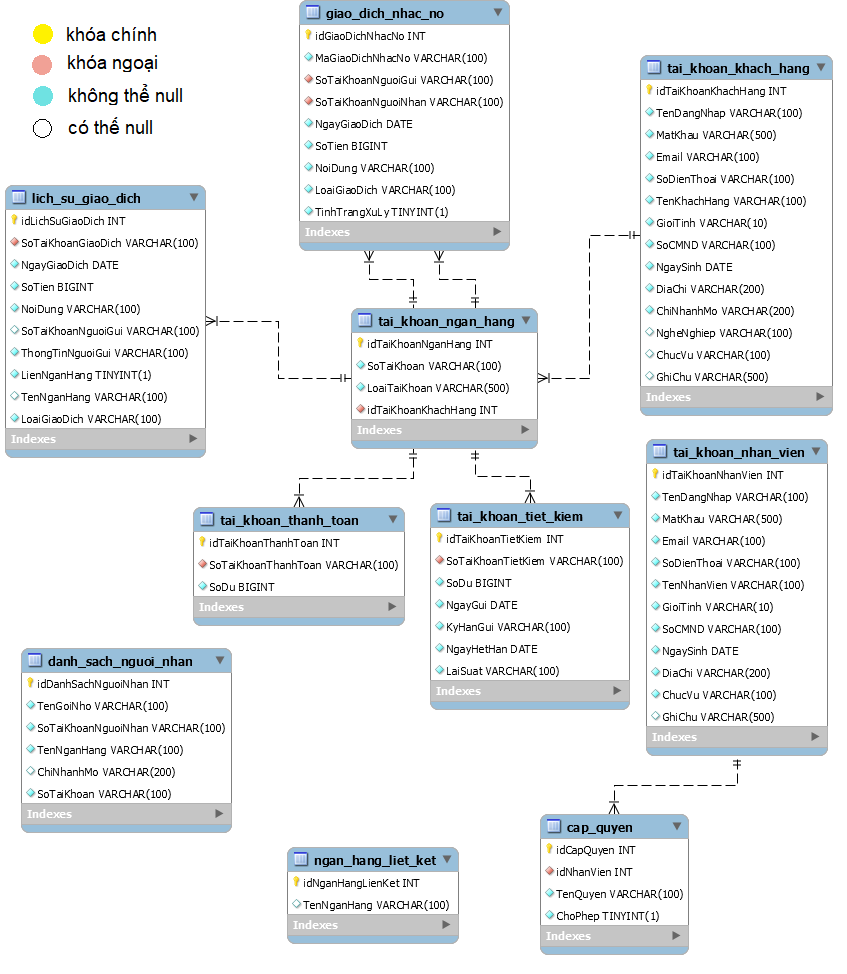 khóa chính
khóa ngoại
không thể null
có thế null
giao_dich_nhac_no
idGiaoDichNhacNo INT
MaGiaoDichNhacNo VARCHAR(100)
SoTaiKhoanNguoiGui VARCHAR(100)
SoTaiKhoanNguoiNhan VARCHAR(100)
NgayGiaoDich DATE
SoTien BIGINT
NoiDung VARCHAR(100)
LoaiGiaoDich VARCHAR(100)
TinhTrangXuLy TINYINT(1)
Indexes
tai_khoan_khach_hang
idTaiKhoanKhachHang INT
TenDangNhap VARCHAR(100)
MatKhau VARCHAR(500)
Email VARCHAR(100)
SoDienThoai VARCHAR(100)
TenKhachHang VARCHAR(100)
GioiTinh VARCHAR(10)
SoCMND VARCHAR(100)
NgaySinh DATE
DiaChi VARCHAR(200)
ChiNhanhMo VARCHAR(200)
NgheNghiep VARCHAR(100)
ChucVu VARCHAR(100)
GhiChu VARCHAR(500)
Indexes
lich_su_giao_dich
idLichSuGiaoDich INT
SoTaiKhoanGiaoDich VARCHAR(100)
NgayGiaoDich DATE
SoTien BIGINT
NoiDung VARCHAR(100)
SoTaiKhoanNguoiGui VARCHAR(100)
ThongTinNguoiGui VARCHAR(100)
LienNganHang TINYINT(1)
TenNganHang VARCHAR(100)
LoaiGiaoDich VARCHAR(100)
Indexes
tai_khoan_ngan_hang
idTaiKhoanNganHang INT
SoTaiKhoan VARCHAR(100)
LoaiTaiKhoan VARCHAR(500)
idTaiKhoanKhachHang INT
Indexes
tai_khoan_thanh_toan
idTaiKhoanThanhToan INT
SoTaiKhoanThanhToan VARCHAR(100)
SoDu BIGINT
Indexes
tai_khoan_tiet_kiem
idTaiKhoanTietKiem INT
SoTaiKhoanTietKiem VARCHAR(100)
SoDu BIGINT
NgayGui DATE
KyHanGui VARCHAR(100)
NgayHetHan DATE
LaiSuat VARCHAR(100)
Indexes
tai_khoan_nhan_vien
idTaiKhoanNhanVien INT
TenDangNhap VARCHAR(100)
MatKhau VARCHAR(500)
Email VARCHAR(100)
SoDienThoai VARCHAR(100)
TenNhanVien VARCHAR(100)
GioiTinh VARCHAR(10)
SoCMND VARCHAR(100)
NgaySinh DATE
DiaChi VARCHAR(200)
ChucVu VARCHAR(100)
GhiChu VARCHAR(500)
Indexes
danh_sach_nguoi_nhan
idDanhSachNguoiNhan INT
TenGoiNho VARCHAR(100)
SoTaiKhoanNguoiNhan VARCHAR(100)
TenNganHang VARCHAR(100)
ChiNhanhMo VARCHAR(200)
SoTaiKhoan VARCHAR(100)
Indexes
ngan_hang_liet_ket
idNganHangLienKet INT
TenNganHang VARCHAR(100)
Indexes
cap_quyen
idCapQuyen INT
idNhanVien INT
TenQuyen VARCHAR(100)
ChoPhep TINYINT(1)
Indexes